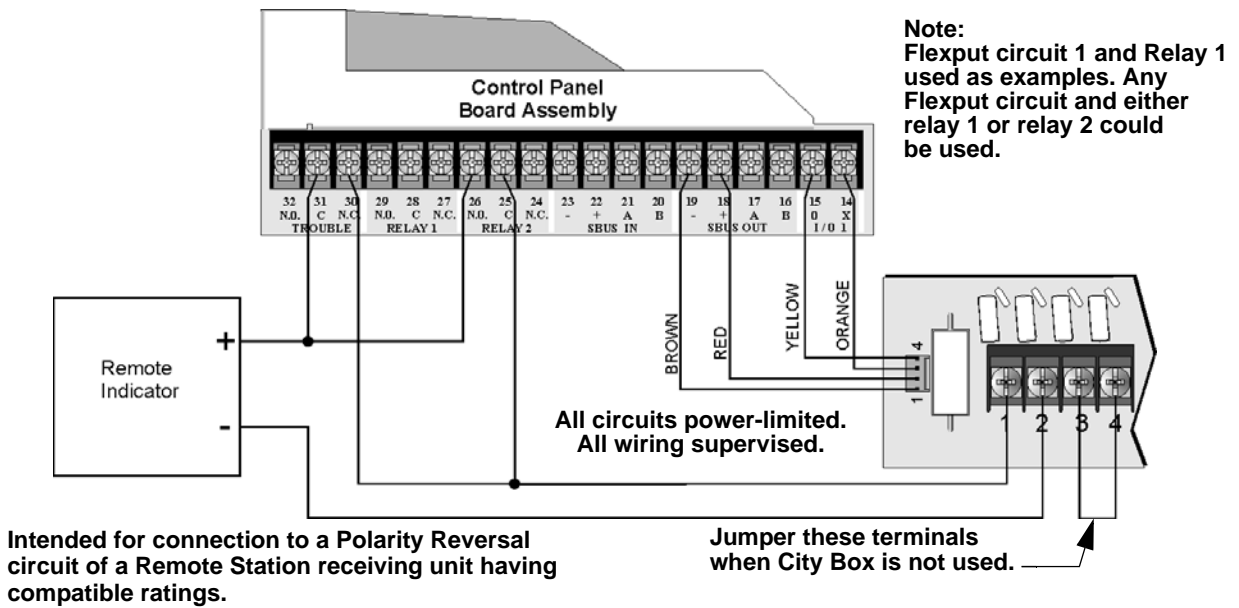 Note:
Flexput circuit 1 and Relay 1
used as examples. Any
Flexput circuit and either
relay 1 or relay 2 could
be used.
Control Panel
Board Assembly
32 31 30 29 28 27 26 25 24 23 22 21 20 19 18 17 16 15 14
N.0. C N.C. N.0. C N.C. N.0. C N.C. - + A B - + A B 0 X
TROUBLE RELAY 1 RELAY 2 SBUS IN SBUS OUT I/0 1
BROWN
RED
YELLOW
ORANGE
4
1
Remote
Indicator
+
-
1 2 3 4
All circuits power-limited.
All wiring supervised.
Intended for connection to a Polarity Reversal
circuit of a Remote Station receiving unit having
compatible ratings.
Jumper these terminals
when City Box is not used.